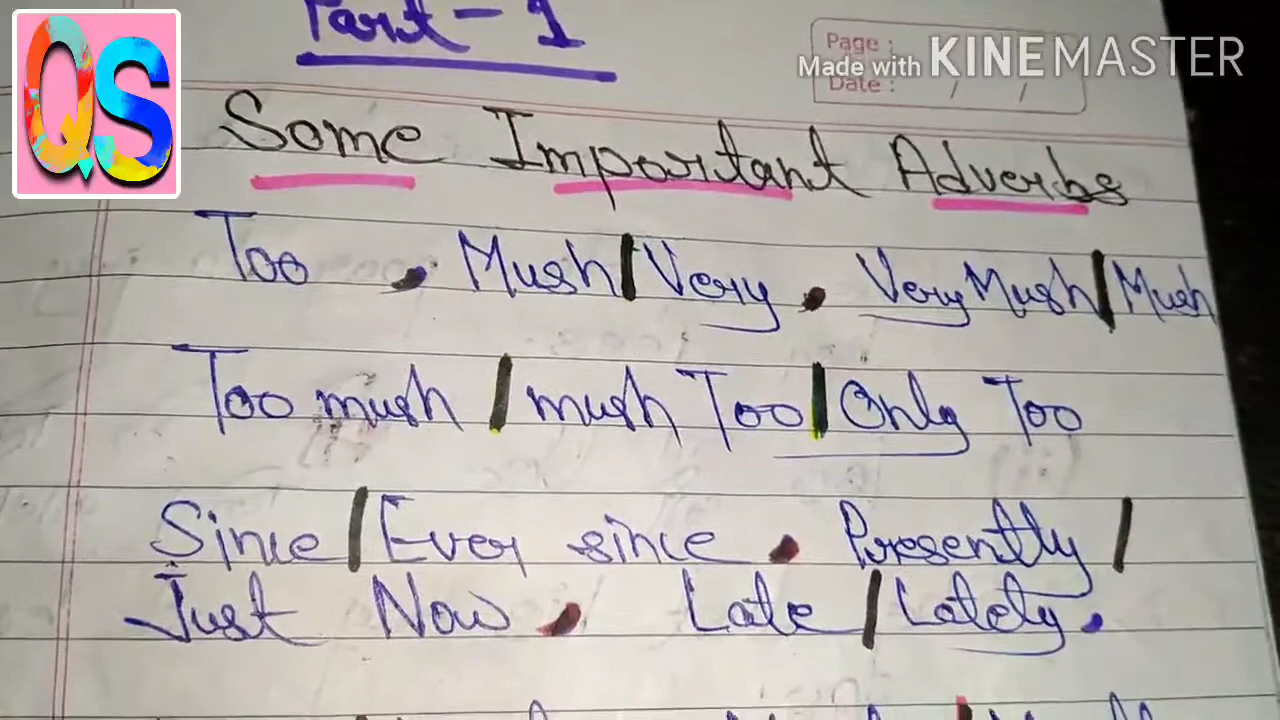 Part - 1
QS
Page :
Made with KINEMASTER
Date : / /
Some Important Adverbs
Too , Mush/Very . Very Mush/Mush
Too mush/mush Too/Only Too
Since/Ever since . Presently/
Just Now , Late/Lately .